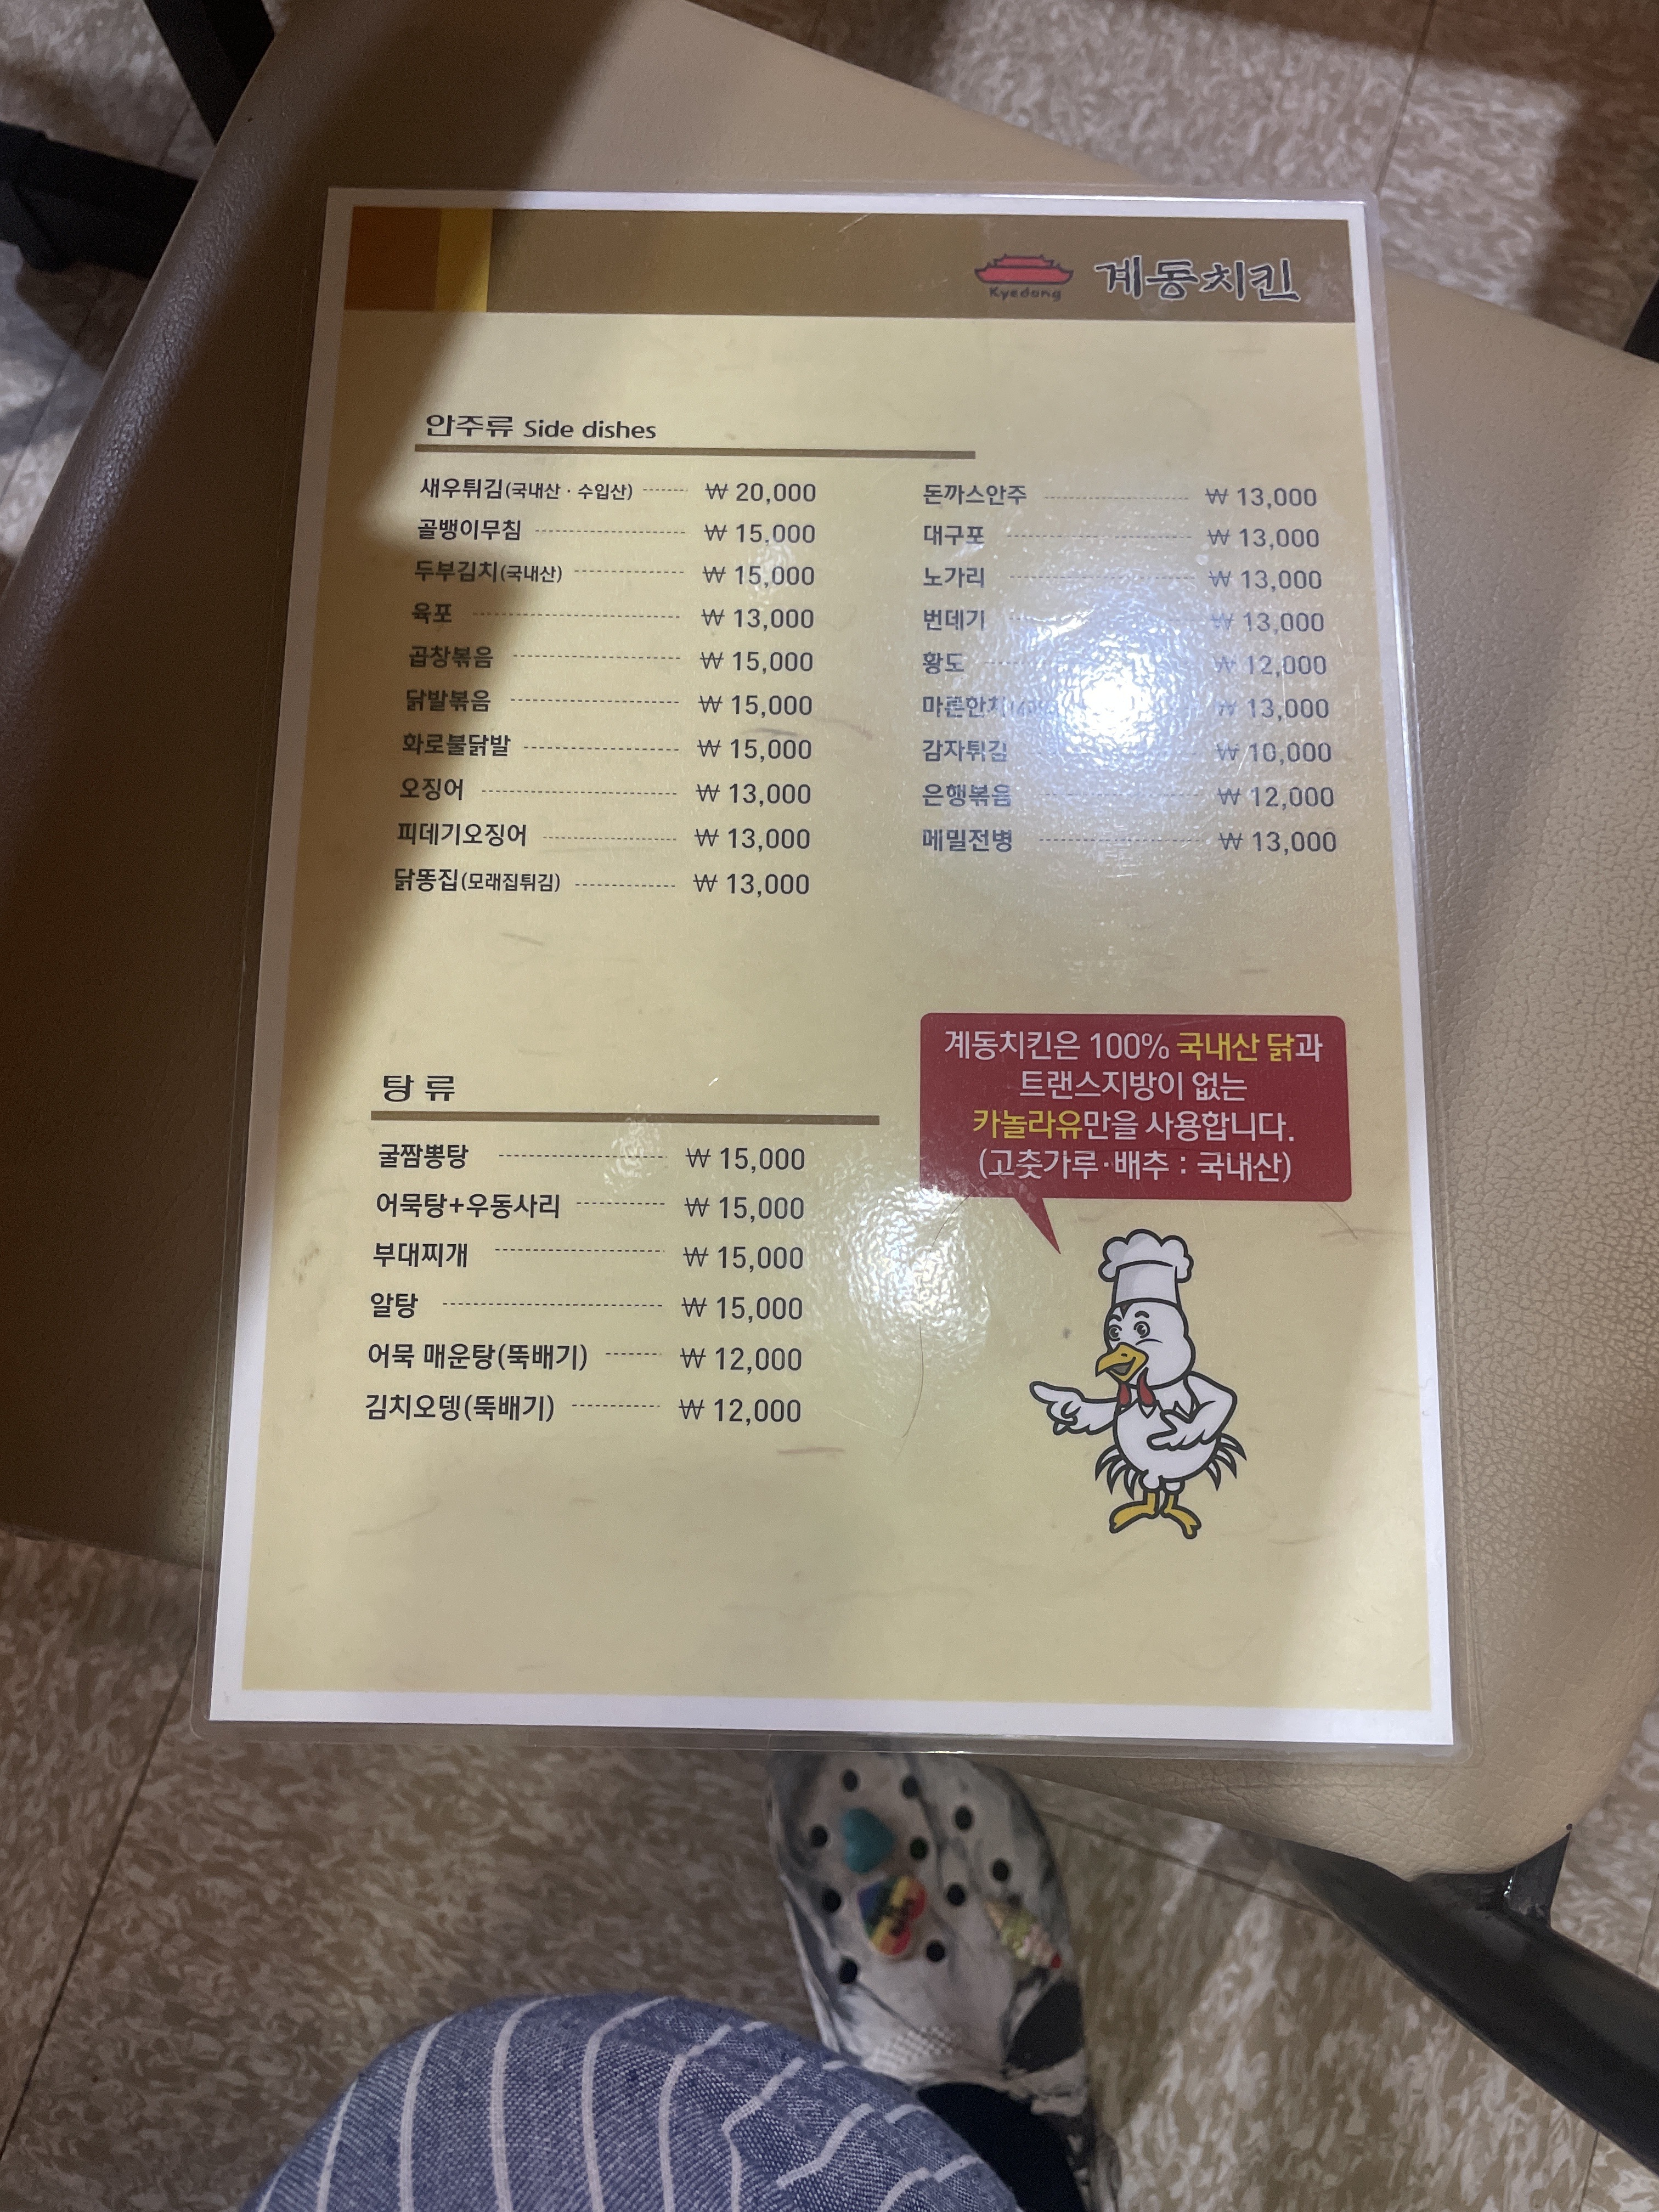 Kyedong 계동치킨
안주류 Side dishes
새우튀김(국내산 · 수입산) ₩ 20,000
골뱅이무침 ₩ 15,000
두부김치(국내산) ₩ 15,000
육포 ₩ 13,000
곱창볶음 ₩ 15,000
닭발볶음 ₩ 15,000
화로불닭발 ₩ 15,000
오징어 ₩ 13,000
피데기오징어 ₩ 13,000
닭똥집(모래집튀김) ₩ 13,000
돈까스안주 ₩ 13,000
대구포 ₩ 13,000
노가리 ₩ 13,000
번데기 ₩ 13,000
황도 ₩ 12,000
마른한치 ₩ 13,000
감자튀김 ₩ 10,000
은행볶음 ₩ 12,000
메밀전병 ₩ 13,000
탕 류
굴짬뽕탕 ₩ 15,000
어묵탕+우동사리 ₩ 15,000
부대찌개 ₩ 15,000
알탕 ₩ 15,000
어묵 매운탕(뚝배기) ₩ 12,000
김치오뎅(뚝배기) ₩ 12,000
계동치킨은 100% 국내산 닭과
트랜스지방이 없는
카놀라유만을 사용합니다.
(고춧가루·배추 : 국내산)